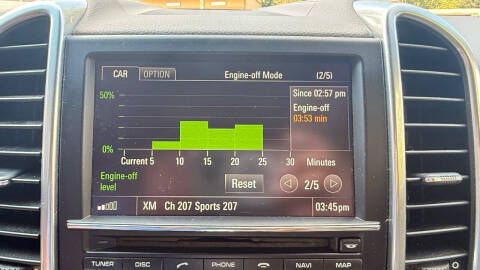 CAR OPTION Engine-off Mode (2/5)
50% Since 02:57 pm
Engine-off
03:53 min
0%
Current 5 10 15 20 25 30 Minutes
Engine-off
level
Reset 2/5
XM Ch 207 Sports 207 03:45pm
TUNER DISC PHONE NAVI MAP